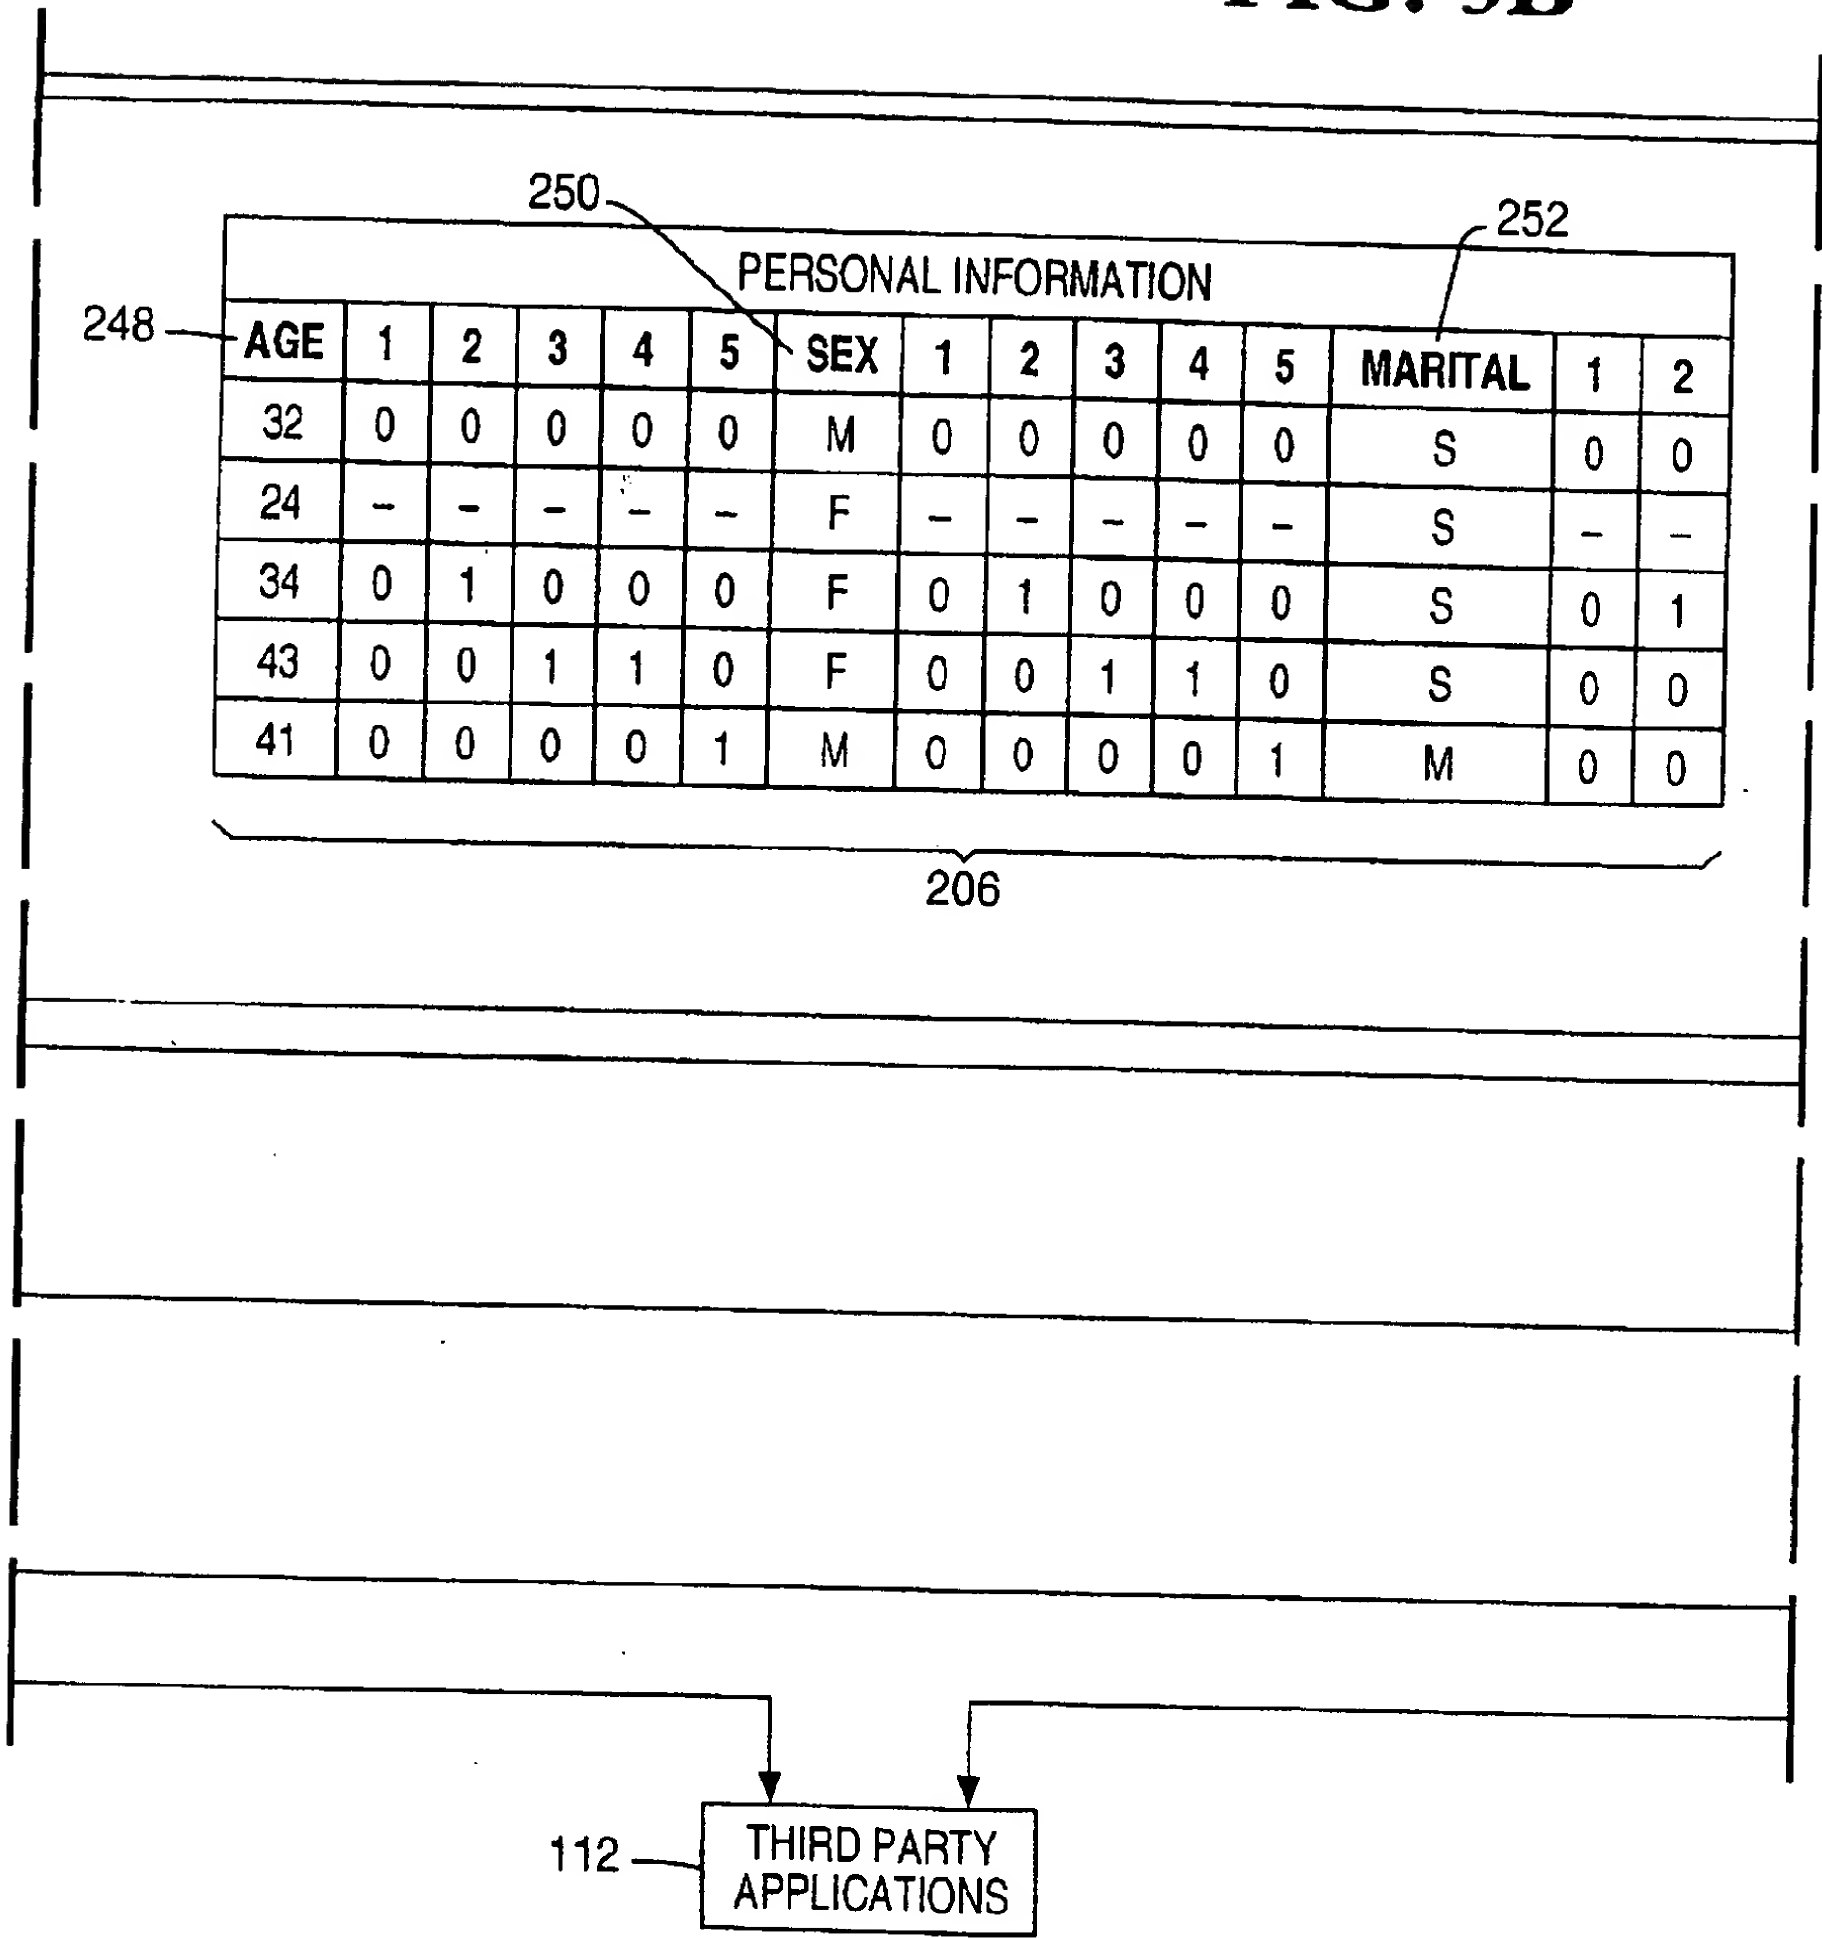 FIG. 3B
250
252
PERSONAL INFORMATION
248
AGE 1 2 3 4 5 SEX 1 2 3 4 5 MARITAL 1 2
32 0 0 0 0 0 M 0 0 0 0 0 S 0 0
24 – – – – – F – – – – – S – –
34 0 1 0 0 0 F 0 1 0 0 0 S 0 1
43 0 0 1 1 0 F 0 0 1 1 0 S 0 0
41 0 0 0 0 1 M 0 0 0 0 1 M 0 0
206
112
THIRD PARTY
APPLICATIONS